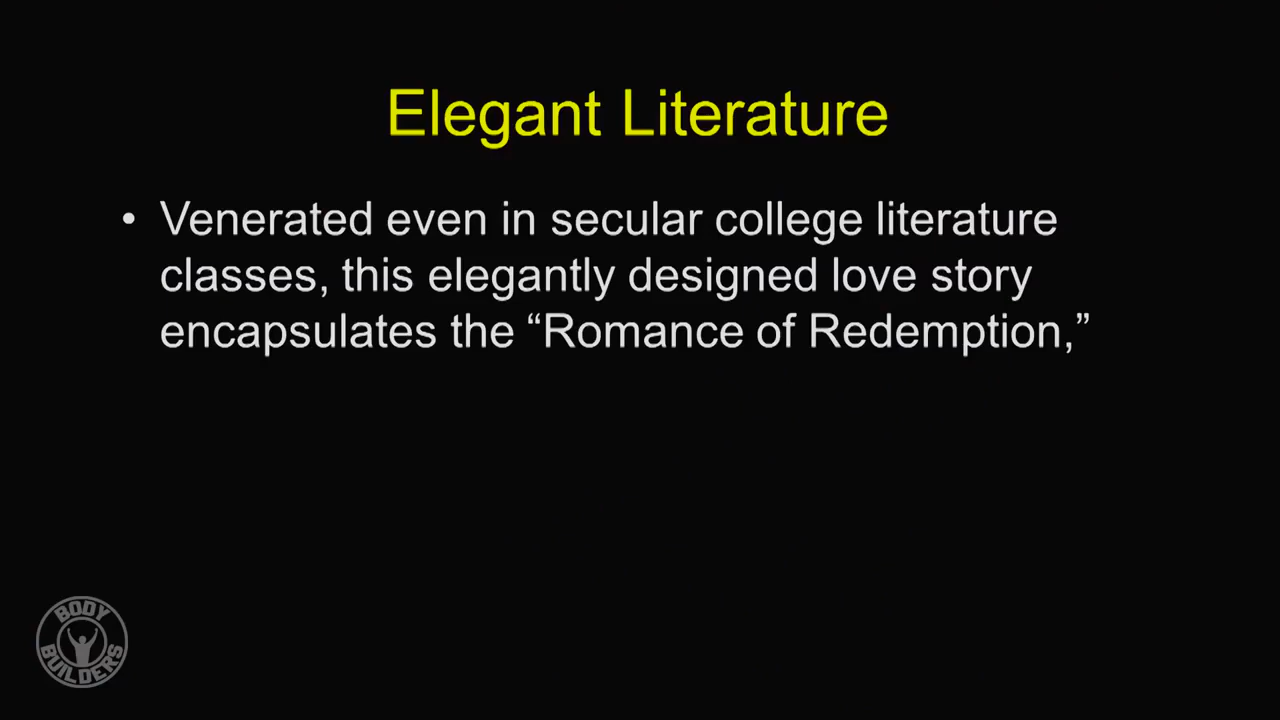 Elegant Literature
• Venerated even in secular college literature
classes, this elegantly designed love story
encapsulates the “Romance of Redemption,”
BODY
BUILDERS